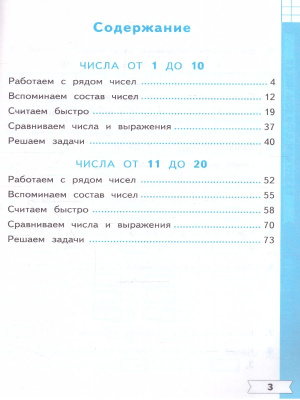 Содержание
ЧИСЛА ОТ 1 ДО 10
Работаем с рядом чисел 4
Вспоминаем состав чисел 12
Считаем быстро 19
Сравниваем числа и выражения 37
Решаем задачи 40
ЧИСЛА ОТ 11 ДО 20
Работаем с рядом чисел 52
Вспоминаем состав чисел 55
Считаем быстро 58
Сравниваем числа и выражения 70
Решаем задачи 73
3